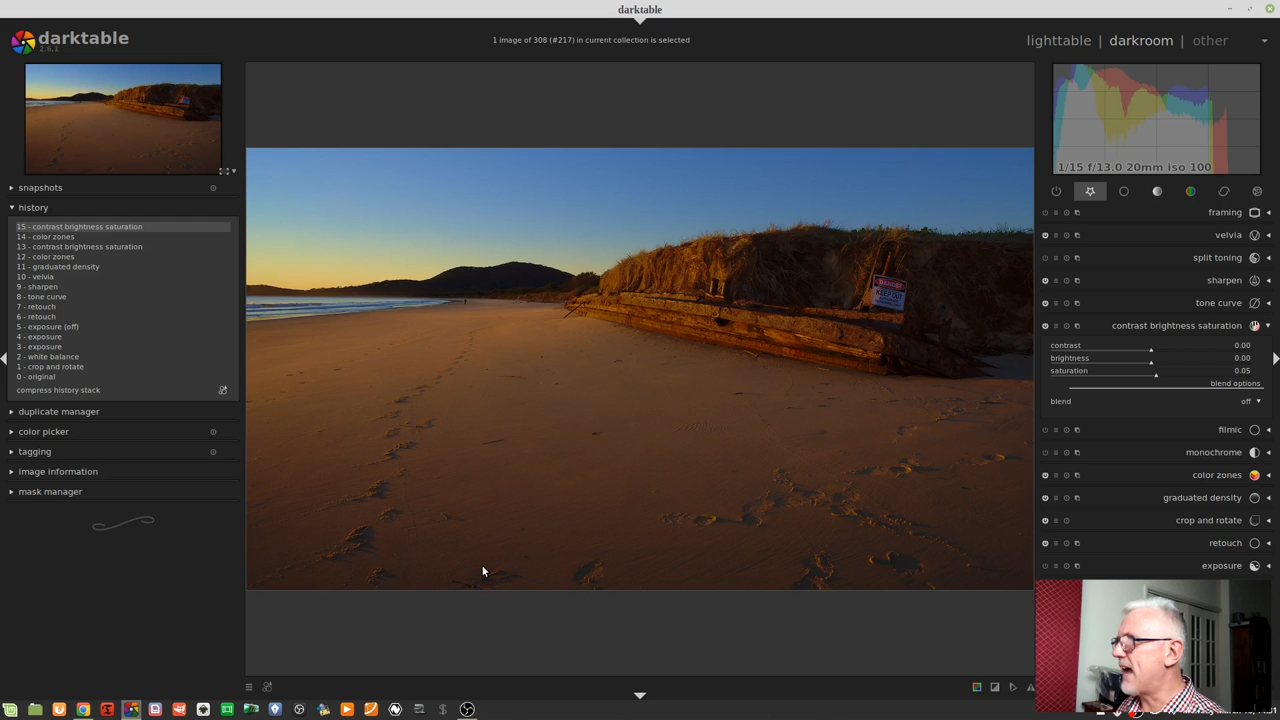 darktable
darktable
2.6.1
1 image of 308 (#217) in current collection is selected
lighttable | darkroom | other
1/15 f/13.0 20mm iso 100
snapshots
history
15 - contrast brightness saturation
14 - color zones
13 - contrast brightness saturation
12 - color zones
11 - graduated density
10 - velvia
9 - sharpen
8 - tone curve
7 - retouch
6 - retouch
5 - exposure (off)
4 - exposure
3 - exposure
2 - white balance
1 - crop and rotate
0 - original
compress history stack
duplicate manager
color picker
tagging
image information
mask manager
DANGER
KEEP OUT
framing
velvia
split toning
sharpen
tone curve
contrast brightness saturation
contrast 0.00
brightness 0.00
saturation 0.05
blend options
blend off
filmic
monochrome
color zones
graduated density
crop and rotate
retouch
exposure